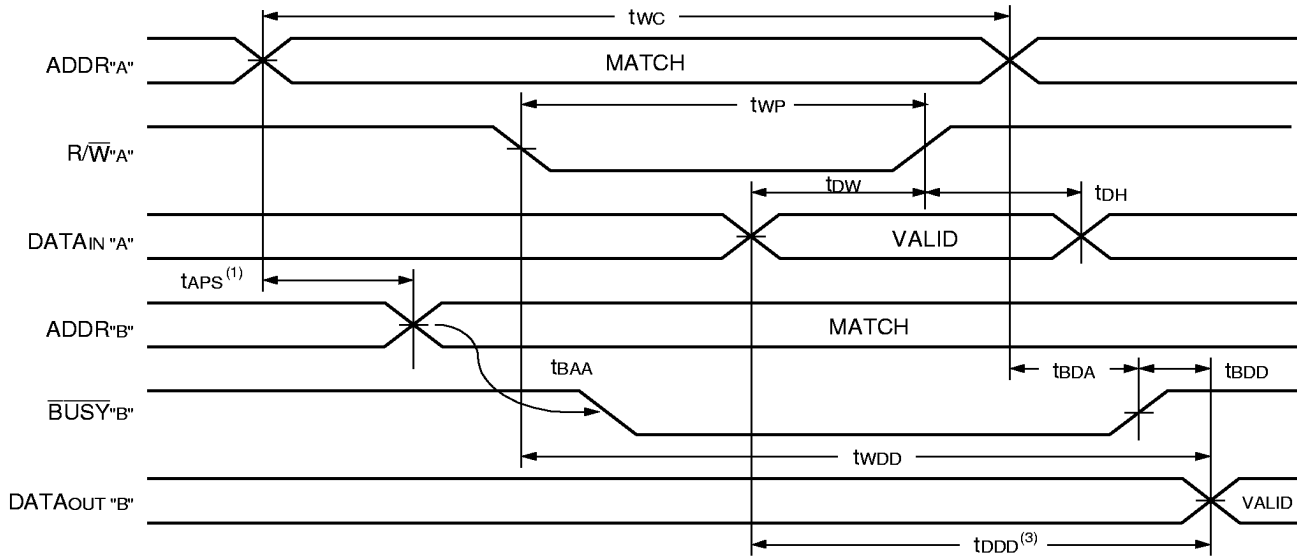 tWC
ADDR"A"
MATCH
tWP
R/W̅"A"
tDW
tDH
DATAIN "A"
VALID
tAPS(1)
ADDR"B"
MATCH
tBAA
tBDA
tBDD
B̅U̅S̅Y̅"B"
tWDD
DATAOUT "B"
VALID
tDDD(3)